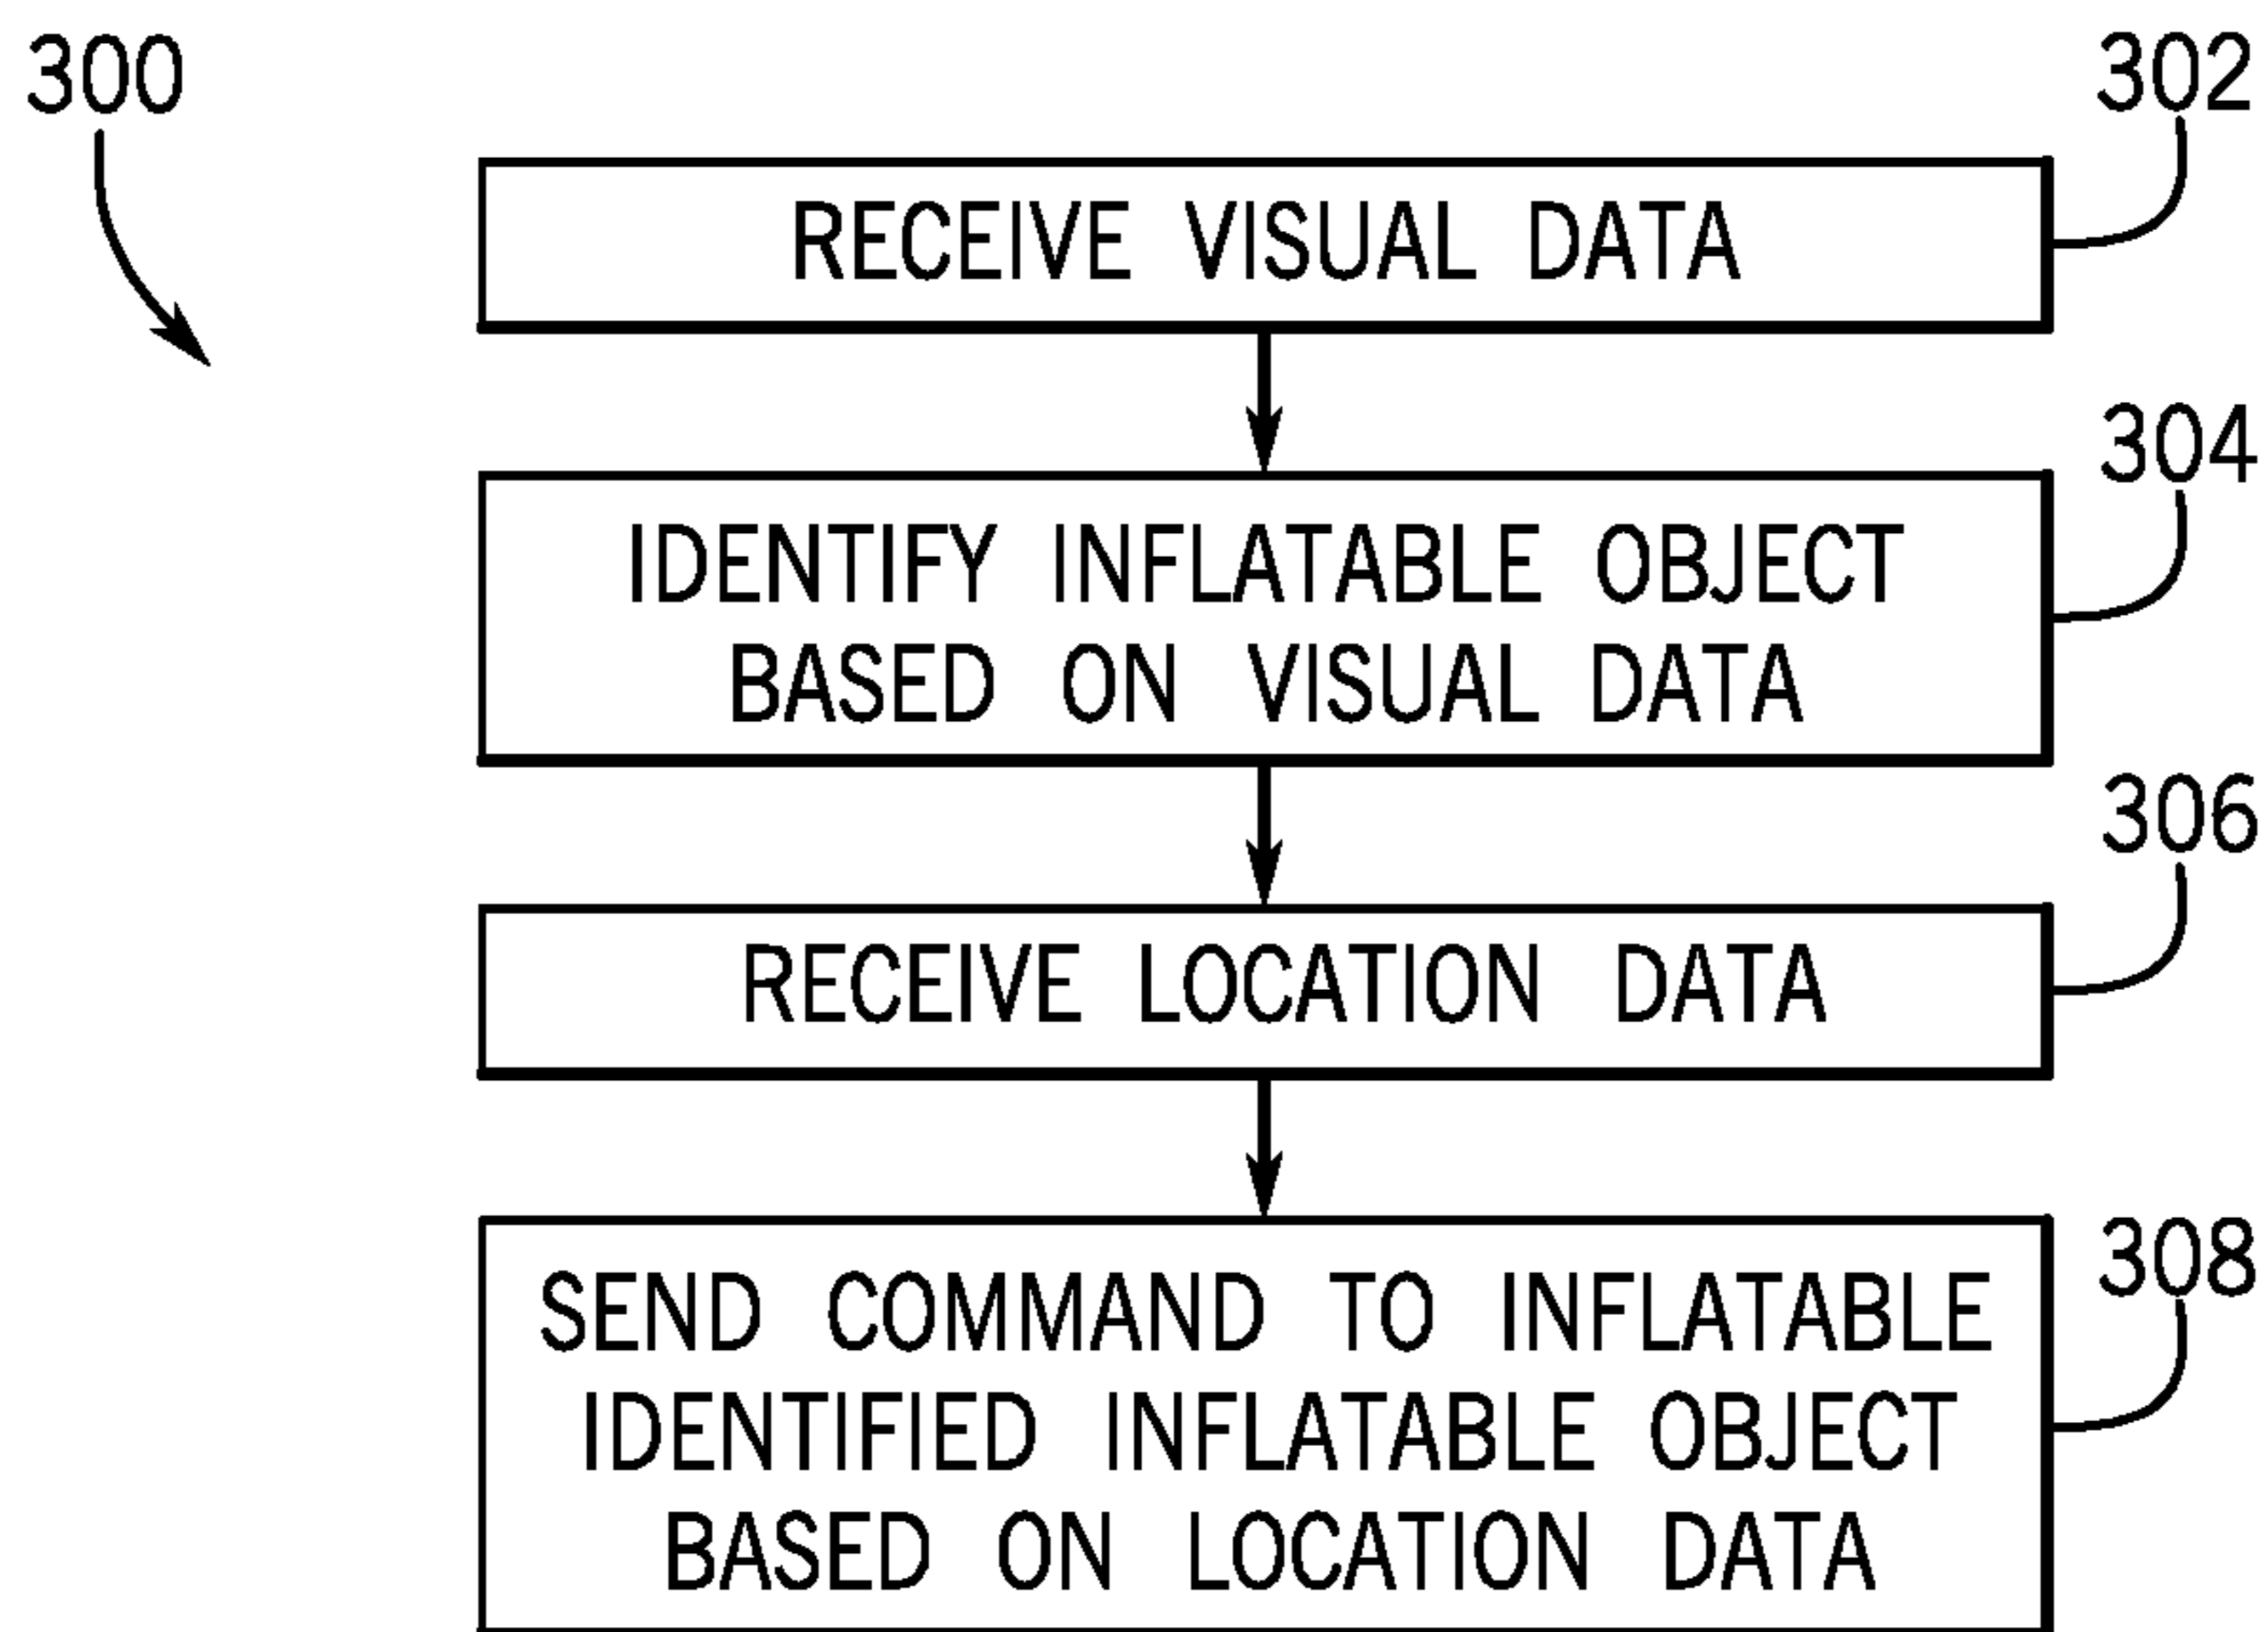 300
302
RECEIVE VISUAL DATA
304
IDENTIFY INFLATABLE OBJECT
BASED ON VISUAL DATA
306
RECEIVE LOCATION DATA
308
SEND COMMAND TO INFLATABLE
IDENTIFIED INFLATABLE OBJECT
BASED ON LOCATION DATA